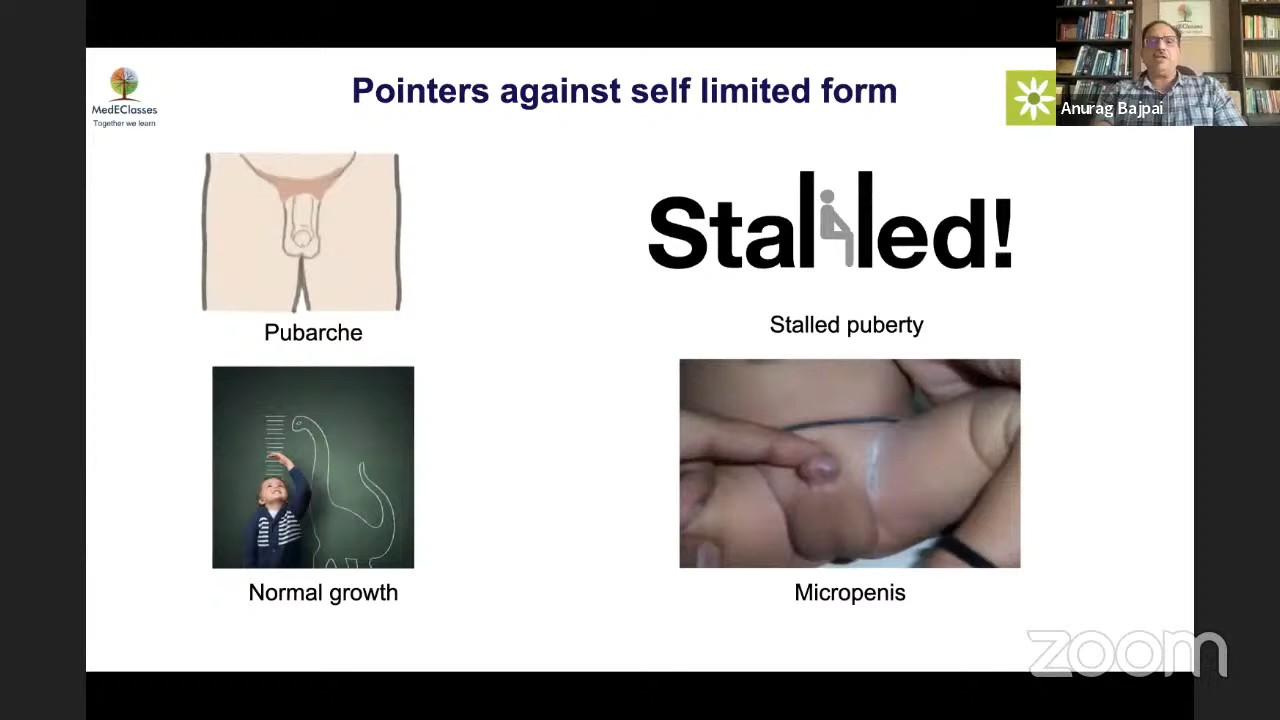 Pointers against self limited form
MedEClasses
Together we learn
Anurag Bajpai
Stalled!
Pubarche
Stalled puberty
Normal growth
Micropenis
zoom